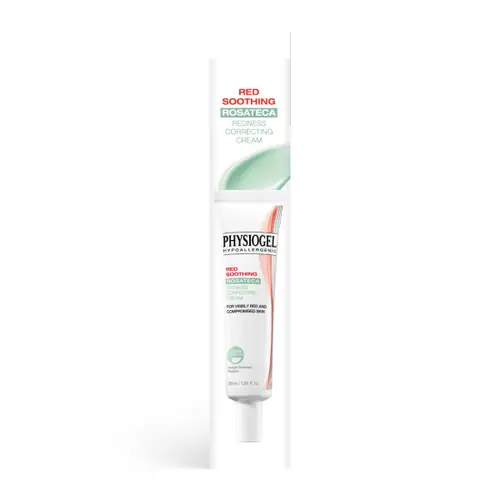 RED
SOOTHING
ROSATECA
REDNESS
CORRECTING
CREAM
PHYSIOGEL
HYPOALLERGENIC
RED
SOOTHING
ROSATECA
REDNESS
CORRECTING
CREAM
FOR VISIBLY RED AND
COMPROMISED SKIN